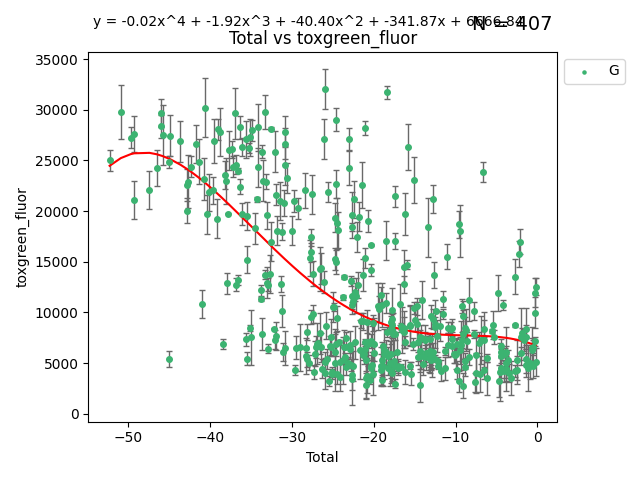 y = -0.02x^4 + -1.92x^3 + -40.40x^2 + -341.87x + 6666.84
N = 407
Total vs toxgreen_fluor
35000
30000
25000
20000
15000
10000
5000
0
toxgreen_fluor
−50
−40
−30
−20
−10
0
Total
G